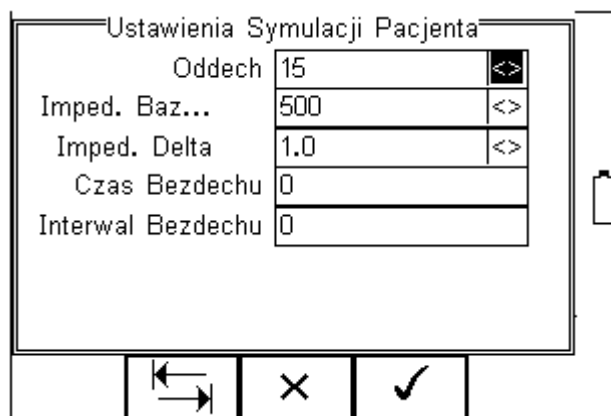 Ustawienia Symulacji Pacjenta
Oddech 15 <>
Imped. Baz... 500 <>
Imped. Delta 1.0 <>
Czas Bezdechu 0
Interwal Bezdechu 0